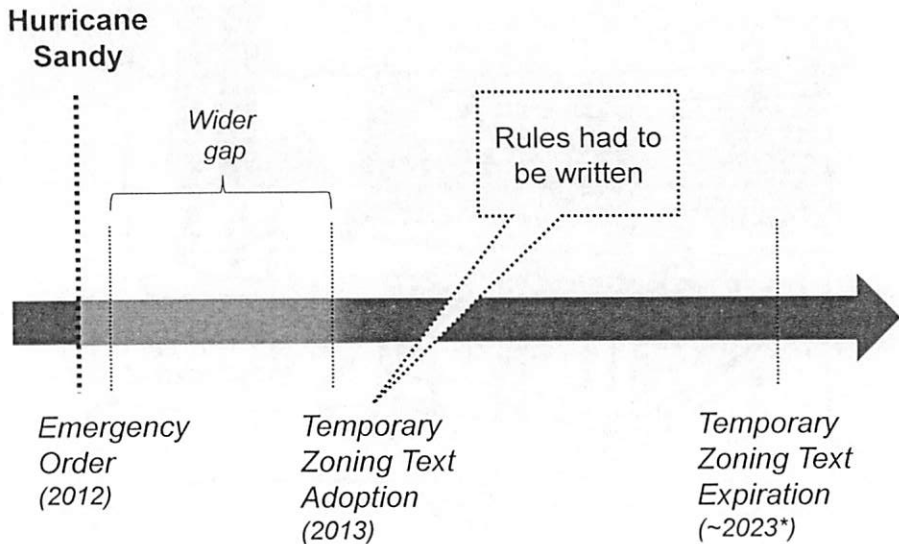 Hurricane
Sandy
Wider
gap
Rules had to
be written
Emergency
Order
(2012)
Temporary
Zoning Text
Adoption
(2013)
Temporary
Zoning Text
Expiration
(~2023*)